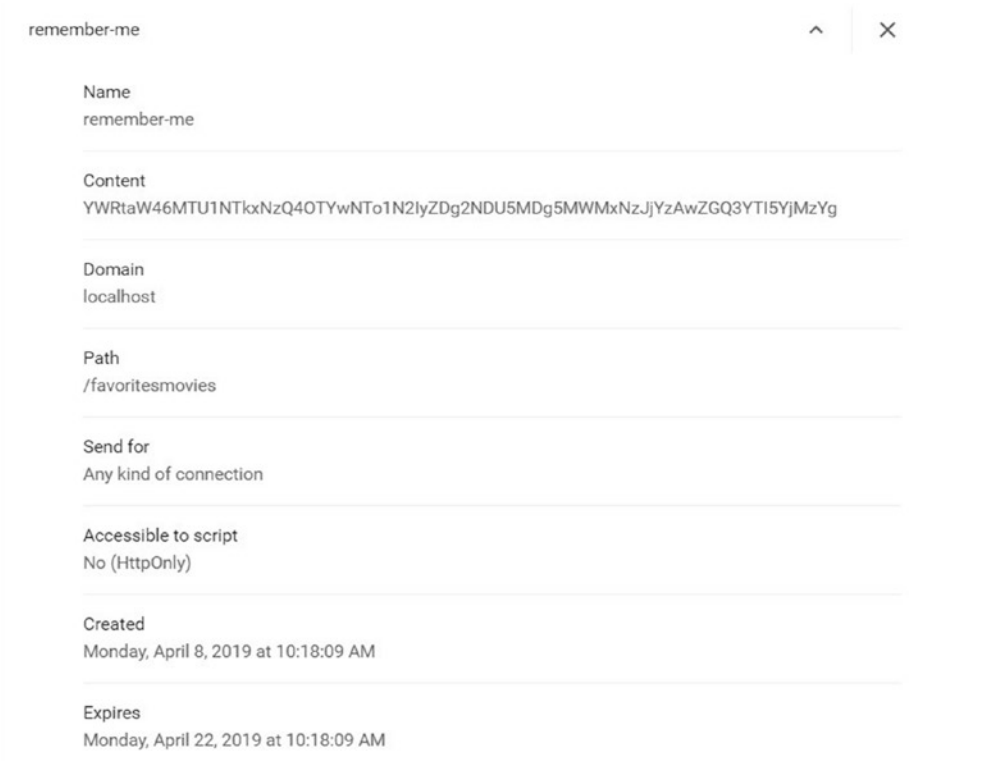 remember-me
Name
remember-me
Content
YWRtaW46MTU1NTkxNzQ4OTYwNTo1N2IyZDg2NDU5MDg5MWMxNzJjYzAwZGQ3YTI5YjMzYg
Domain
localhost
Path
/favoritesmovies
Send for
Any kind of connection
Accessible to script
No (HttpOnly)
Created
Monday, April 8, 2019 at 10:18:09 AM
Expires
Monday, April 22, 2019 at 10:18:09 AM